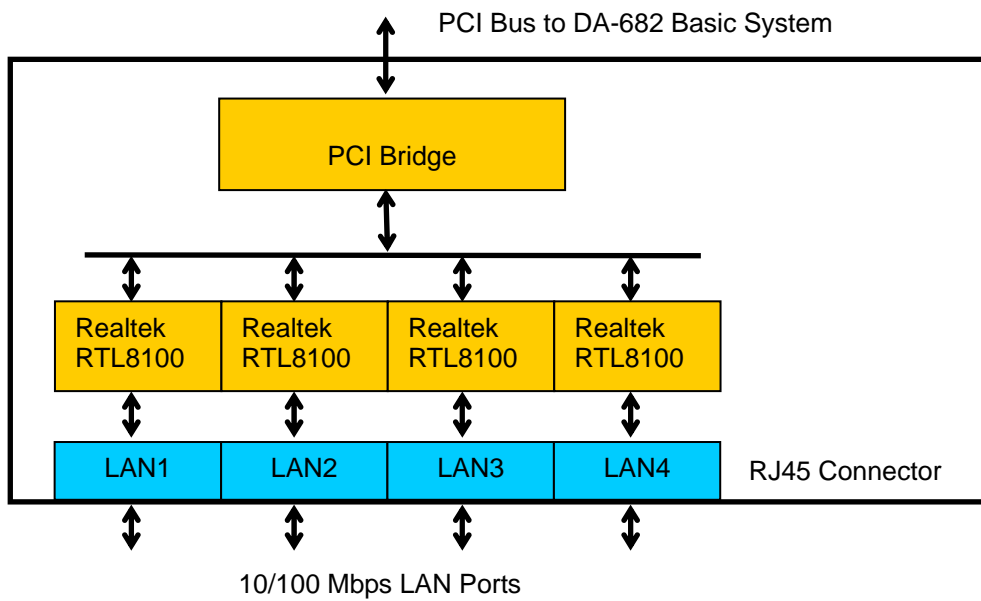 PCI Bus to DA-682 Basic System
PCI Bridge
Realtek
RTL8100
Realtek
RTL8100
Realtek
RTL8100
Realtek
RTL8100
LAN1
LAN2
LAN3
LAN4
RJ45 Connector
10/100 Mbps LAN Ports